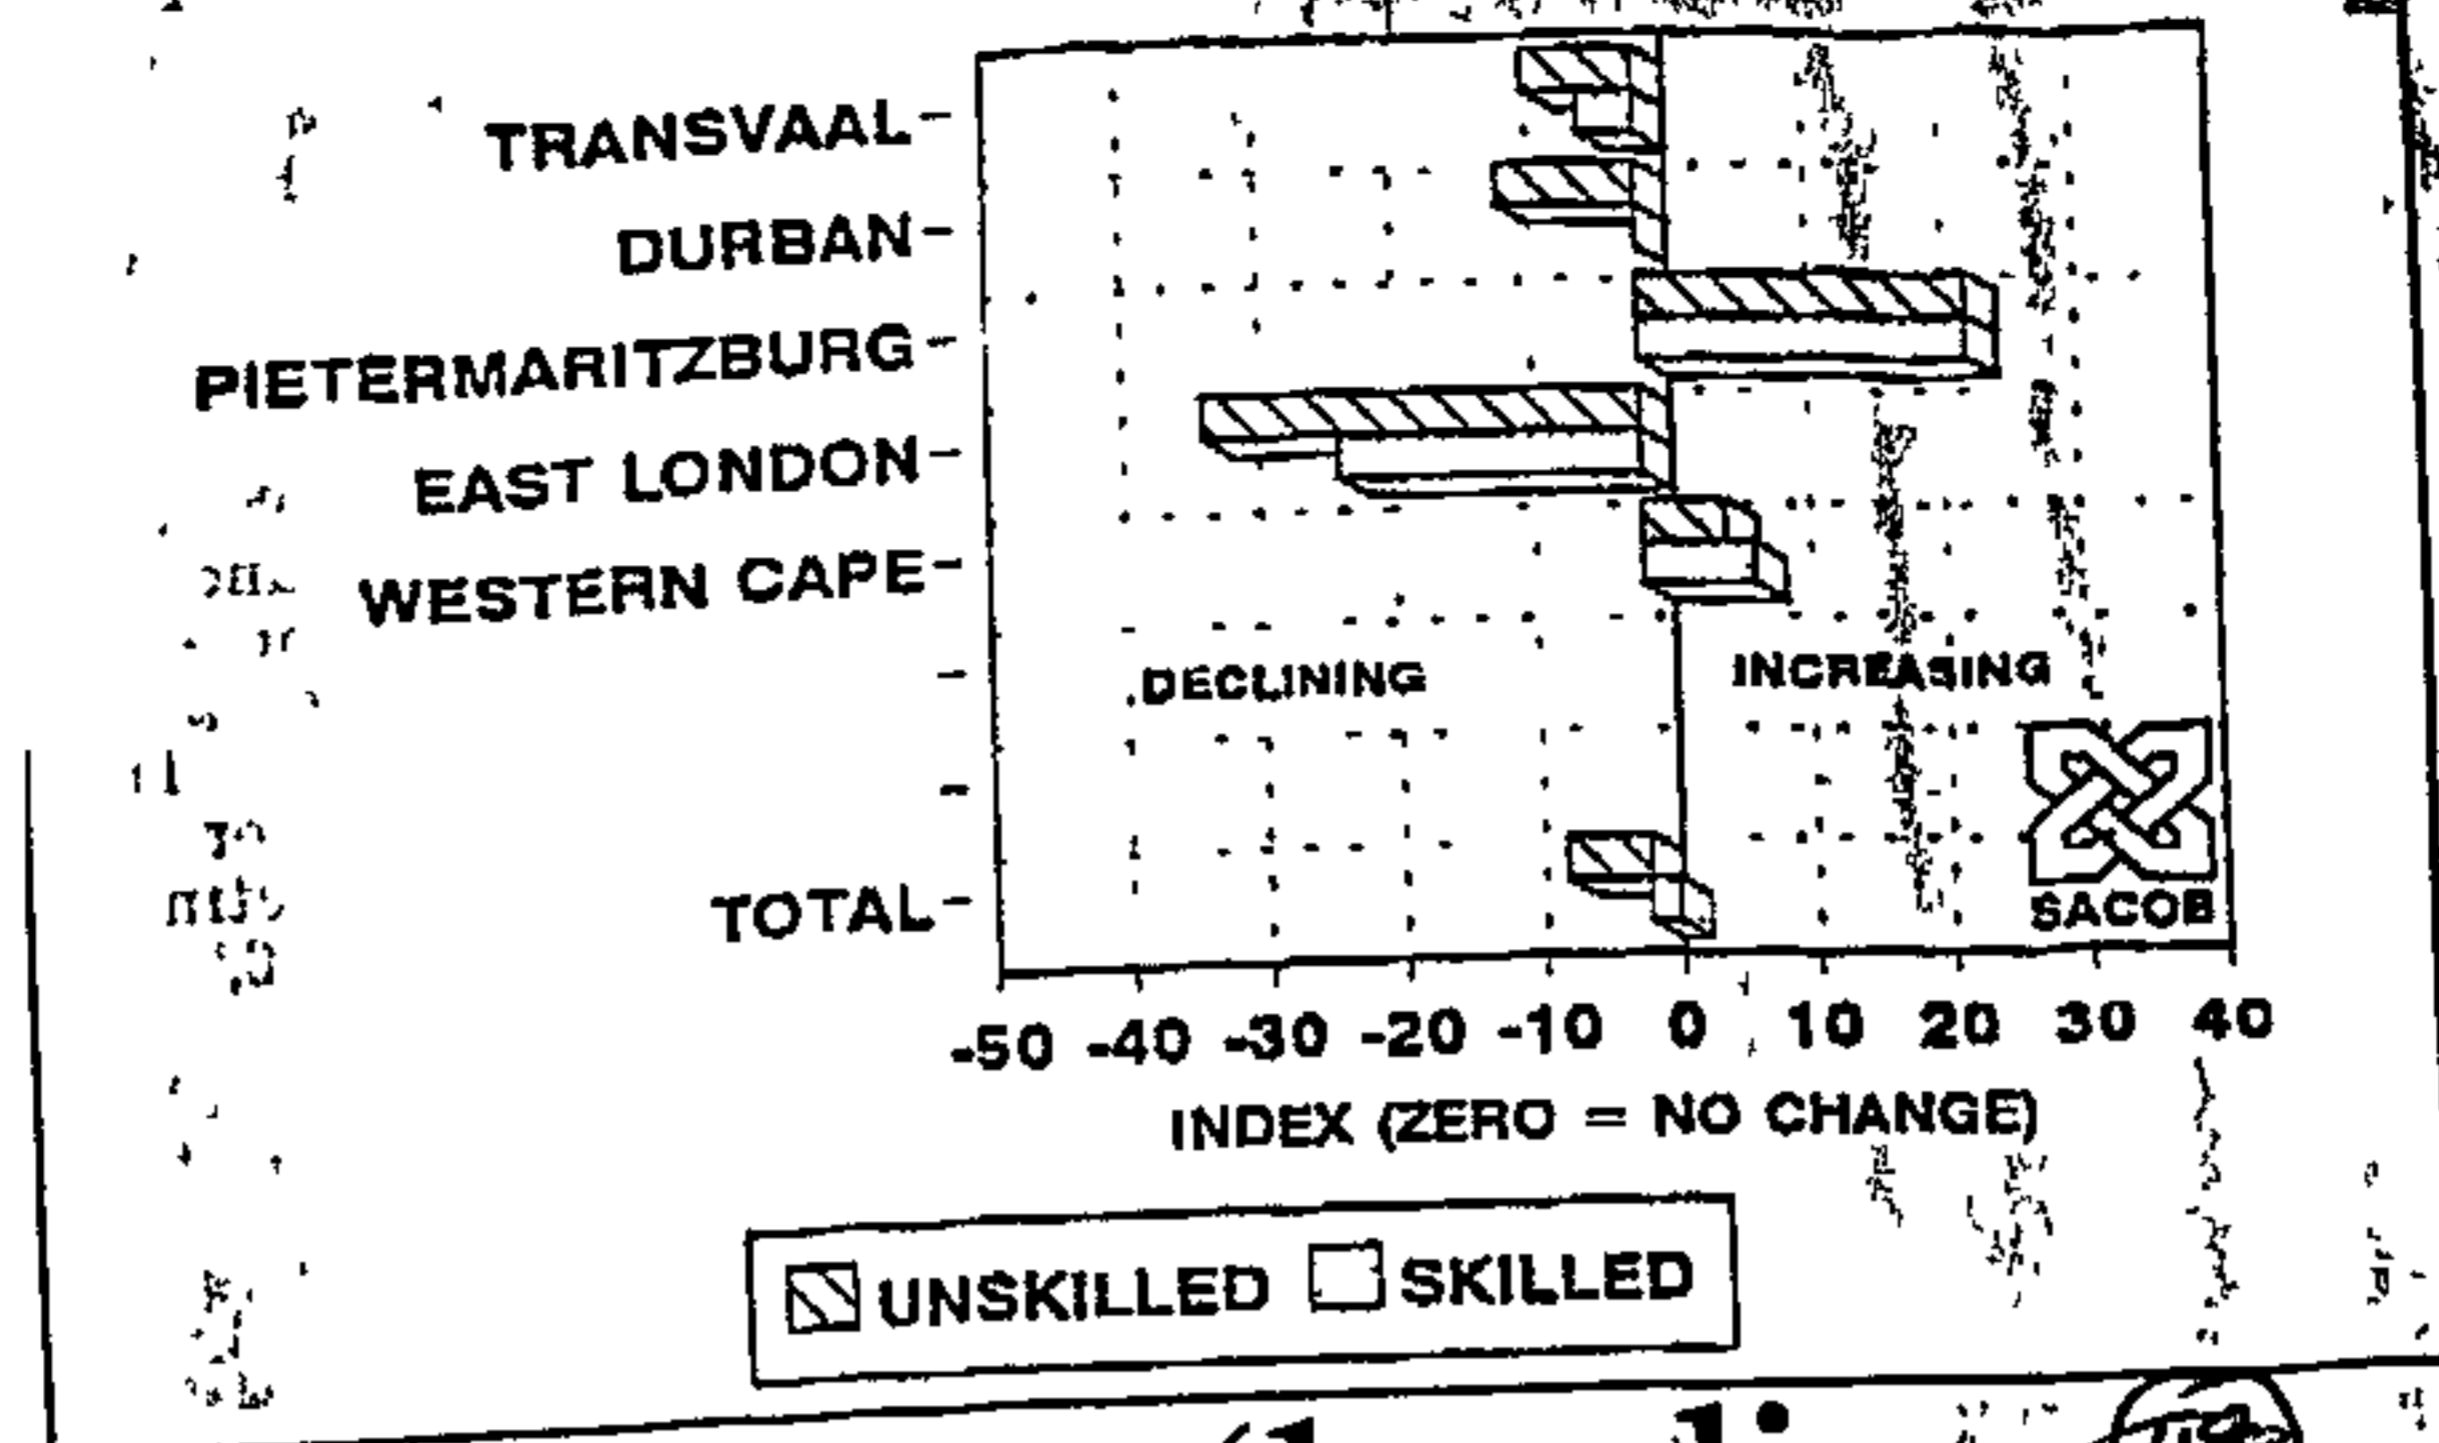 TRANSVAAL
DURBAN
PIETERMARITZBURG
EAST LONDON
WESTERN CAPE
DECLINING INCREASING
TOTAL
SACOB
-50 -40 -30 -20 -10 0 10 20 30 40
INDEX (ZERO = NO CHANGE)
UNSKILLED SKILLED